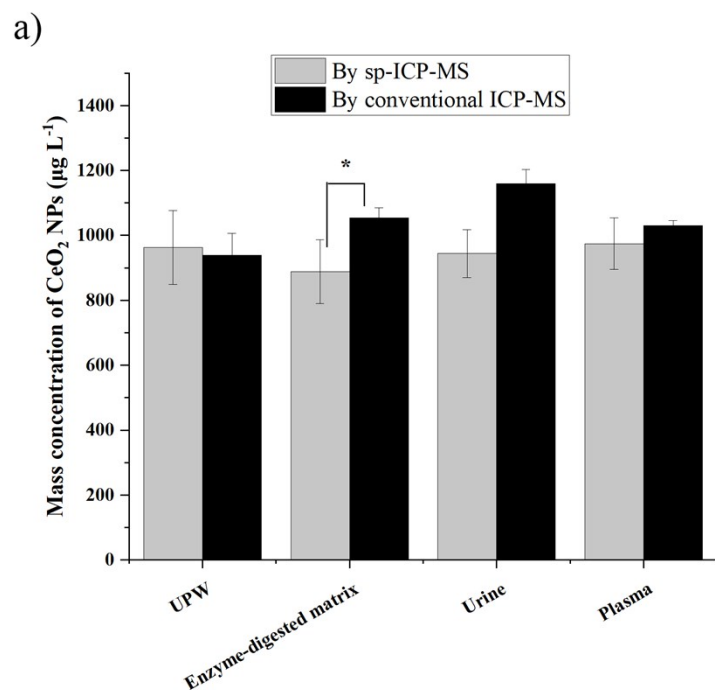 a)
By sp-ICP-MS
By conventional ICP-MS
Mass concentration of CeO₂ NPs (µg L⁻¹)
1400
1200
1000
800
600
400
200
0
*
UPW
Enzyme-digested matrix
Urine
Plasma